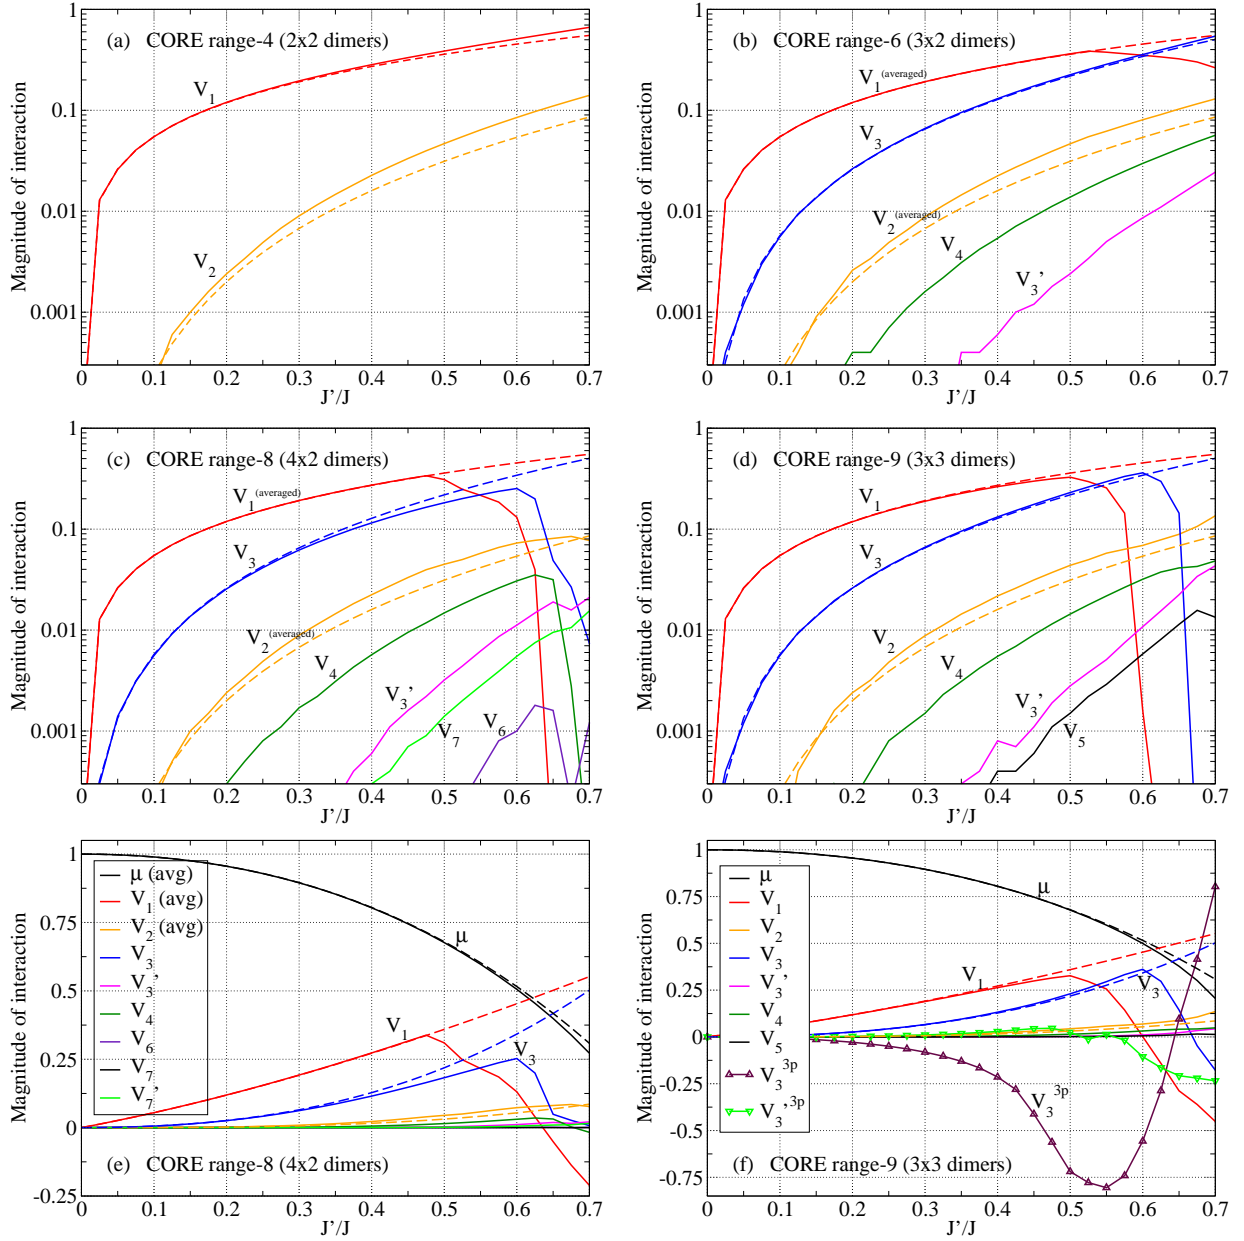 (a) CORE range-4 (2x2 dimers)
Magnitude of interaction
1
0.1
0.01
0.001
V1
V2
0 0.1 0.2 0.3 0.4 0.5 0.6 0.7
J'/J
(b) CORE range-6 (3x2 dimers)
Magnitude of interaction
1
0.1
0.01
0.001
V1 (averaged)
V3
V2 (averaged)
V4
V3'
0 0.1 0.2 0.3 0.4 0.5 0.6 0.7
J'/J
(c) CORE range-8 (4x2 dimers)
Magnitude of interaction
1
0.1
0.01
0.001
V1 (averaged)
V3
V2 (averaged)
V4
V3'
V7
V6
0 0.1 0.2 0.3 0.4 0.5 0.6 0.7
J'/J
(d) CORE range-9 (3x3 dimers)
Magnitude of interaction
1
0.1
0.01
0.001
V1
V3
V2
V4
V3'
V5
0 0.1 0.2 0.3 0.4 0.5 0.6 0.7
J'/J
Magnitude of interaction
1
0.75
0.5
0.25
0
-0.25
μ (avg)
V1 (avg)
V2 (avg)
V3
V3'
V4
V6
V7
V7'
μ
V1
V3
(e) CORE range-8 (4x2 dimers)
0 0.1 0.2 0.3 0.4 0.5 0.6 0.7
J'/J
Magnitude of interaction
1
0.75
0.5
0.25
0
-0.25
-0.5
-0.75
μ
V1
V2
V3
V3'
V4
V5
V3 3p
V3' 3p
μ
V1
V3
V3 3p
(f) CORE range-9 (3x3 dimers)
0 0.1 0.2 0.3 0.4 0.5 0.6 0.7
J'/J